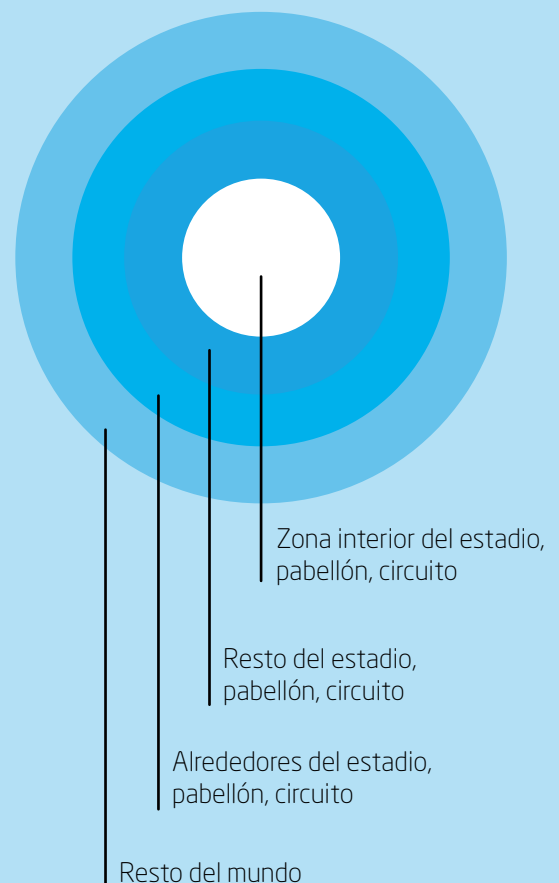 Zona interior del estadio,
pabellón, circuito
Resto del estadio,
pabellón, circuito
Alrededores del estadio,
pabellón, circuito
Resto del mundo